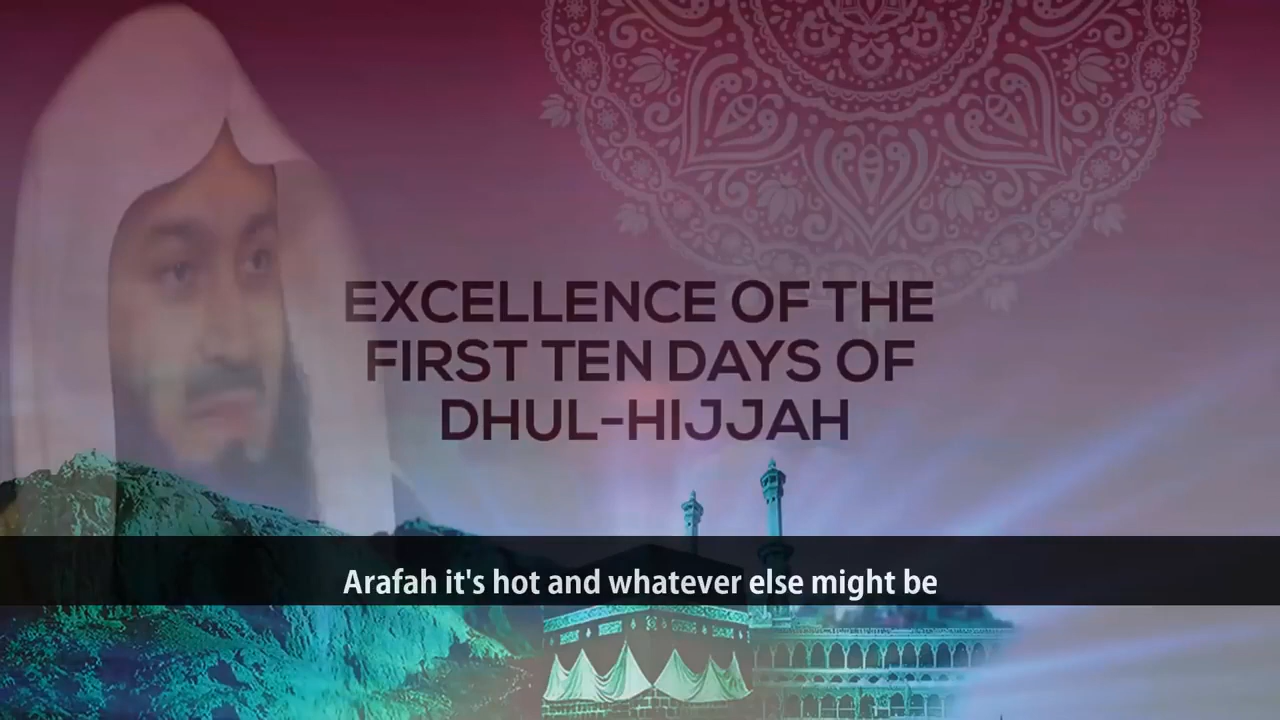 EXCELLENCE OF THE
FIRST TEN DAYS OF
DHUL-HIJJAH
Arafah it's hot and whatever else might be